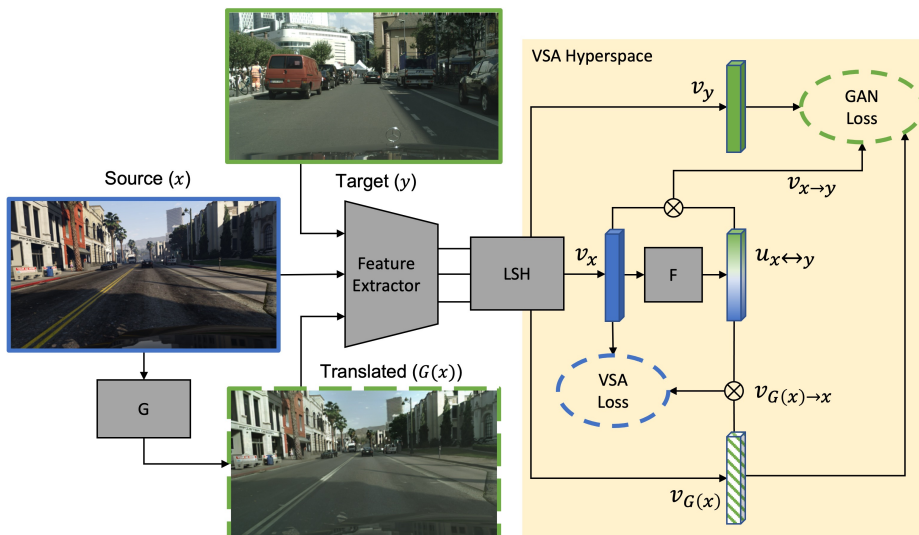 VSA Hyperspace
v_y
GAN
Loss
Source (x)
Target (y)
v_{x→y}
Feature
Extractor
LSH
v_x
F
u_{x↔y}
Translated (G(x))
VSA
Loss
v_{G(x)→x}
G
v_{G(x)}